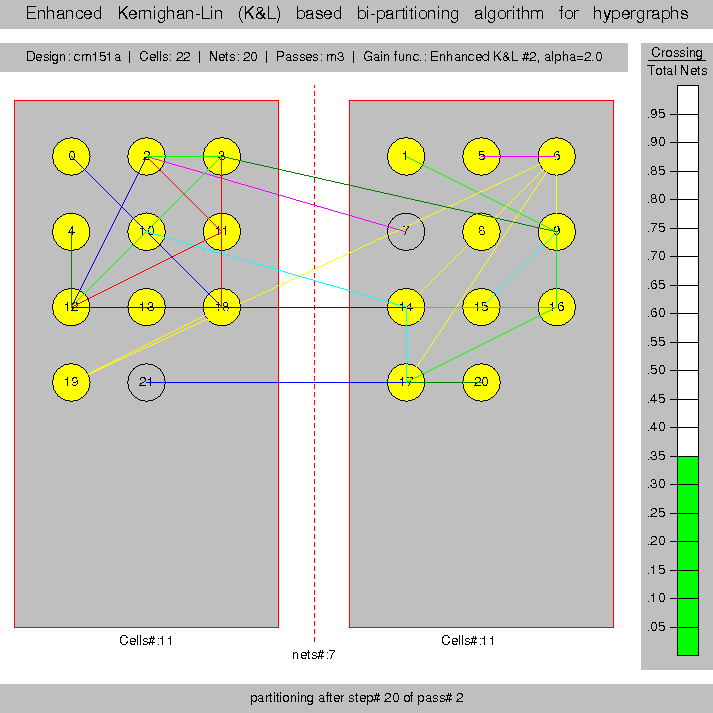 Enhanced Kernighan-Lin (K&L) based bi-partitioning algorithm for hypergraphs
Design: cm151a | Cells: 22 | Nets: 20 | Passes: m3 | Gain func.: Enhanced K&L #2, alpha=2.0
Crossing
Total Nets
.95
.90
.85
.80
.75
.70
.65
.60
.55
.50
.45
.40
.35
.30
.25
.20
.15
.10
.05
0 2 3 1 5 6
4 10 11 7 8 9
12 13 18 14 15 16
19 21 17 20
Cells#:11 Cells#:11
nets#:7
partitioning after step# 20 of pass# 2